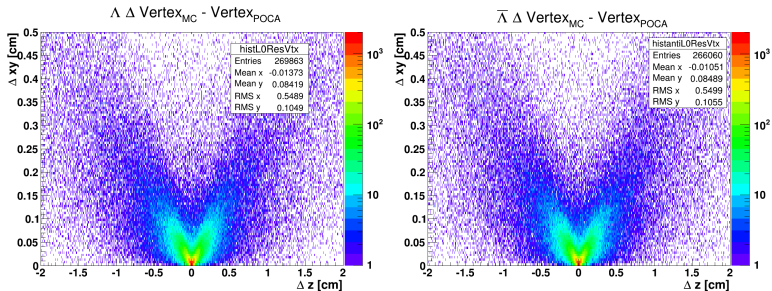 Λ Δ Vertex_MC - Vertex_POCA
Δ xy [cm]
0.5
0.45
0.4
0.35
0.3
0.25
0.2
0.15
0.1
0.05
0
-2
-1.5
-1
-0.5
0
0.5
1
1.5
2
Δ z [cm]
histL0ResVtx
Entries 269863
Mean x -0.01373
Mean y 0.08419
RMS x 0.5489
RMS y 0.1049
10³
10²
10
1
Λ̅ Δ Vertex_MC - Vertex_POCA
Δ xy [cm]
0.5
0.45
0.4
0.35
0.3
0.25
0.2
0.15
0.1
0.05
0
-2
-1.5
-1
-0.5
0
0.5
1
1.5
2
Δ z [cm]
histantiL0ResVtx
Entries 266060
Mean x -0.01051
Mean y 0.08489
RMS x 0.5499
RMS y 0.1055
10³
10²
10
1